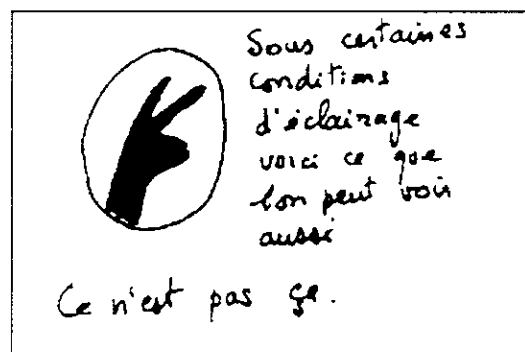 Sous certaines
conditions
d'éclairage
voici ce que
l'on peut voir
aussi
Ce n'est pas ça.